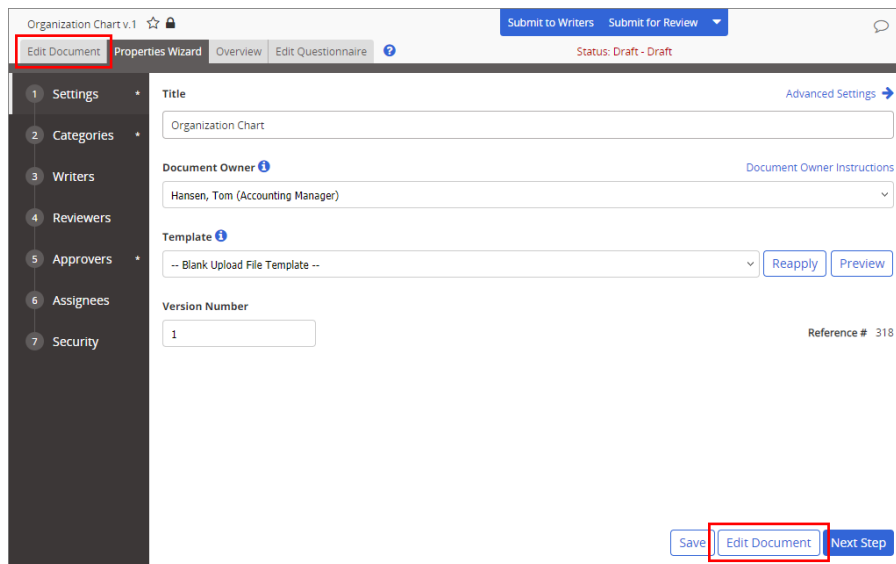 Organization Chart v.1
Submit to Writers Submit for Review
Edit Document Properties Wizard Overview Edit Questionnaire ?
Status: Draft - Draft
1 Settings *
2 Categories *
3 Writers
4 Reviewers
5 Approvers *
6 Assignees
7 Security
Title
Advanced Settings
Organization Chart
Document Owner i
Document Owner Instructions
Hansen, Tom (Accounting Manager)
Template i
-- Blank Upload File Template --
Reapply Preview
Version Number
1
Reference # 318
Save Edit Document Next Step